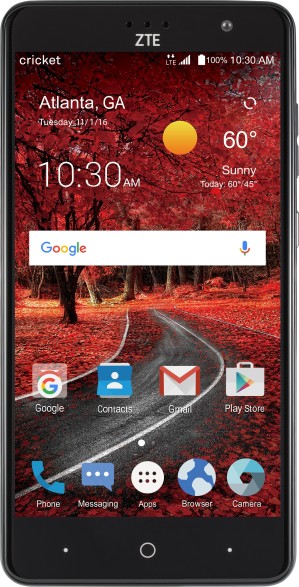 ZTE
cricket LTE 100% 10:30 AM
Atlanta, GA
Tuesday 11/1/16
10:30 AM
60°
Sunny
Today: 60°/45°
Google
Google Contacts Gmail Play Store
Phone Messaging Apps Browser Camera